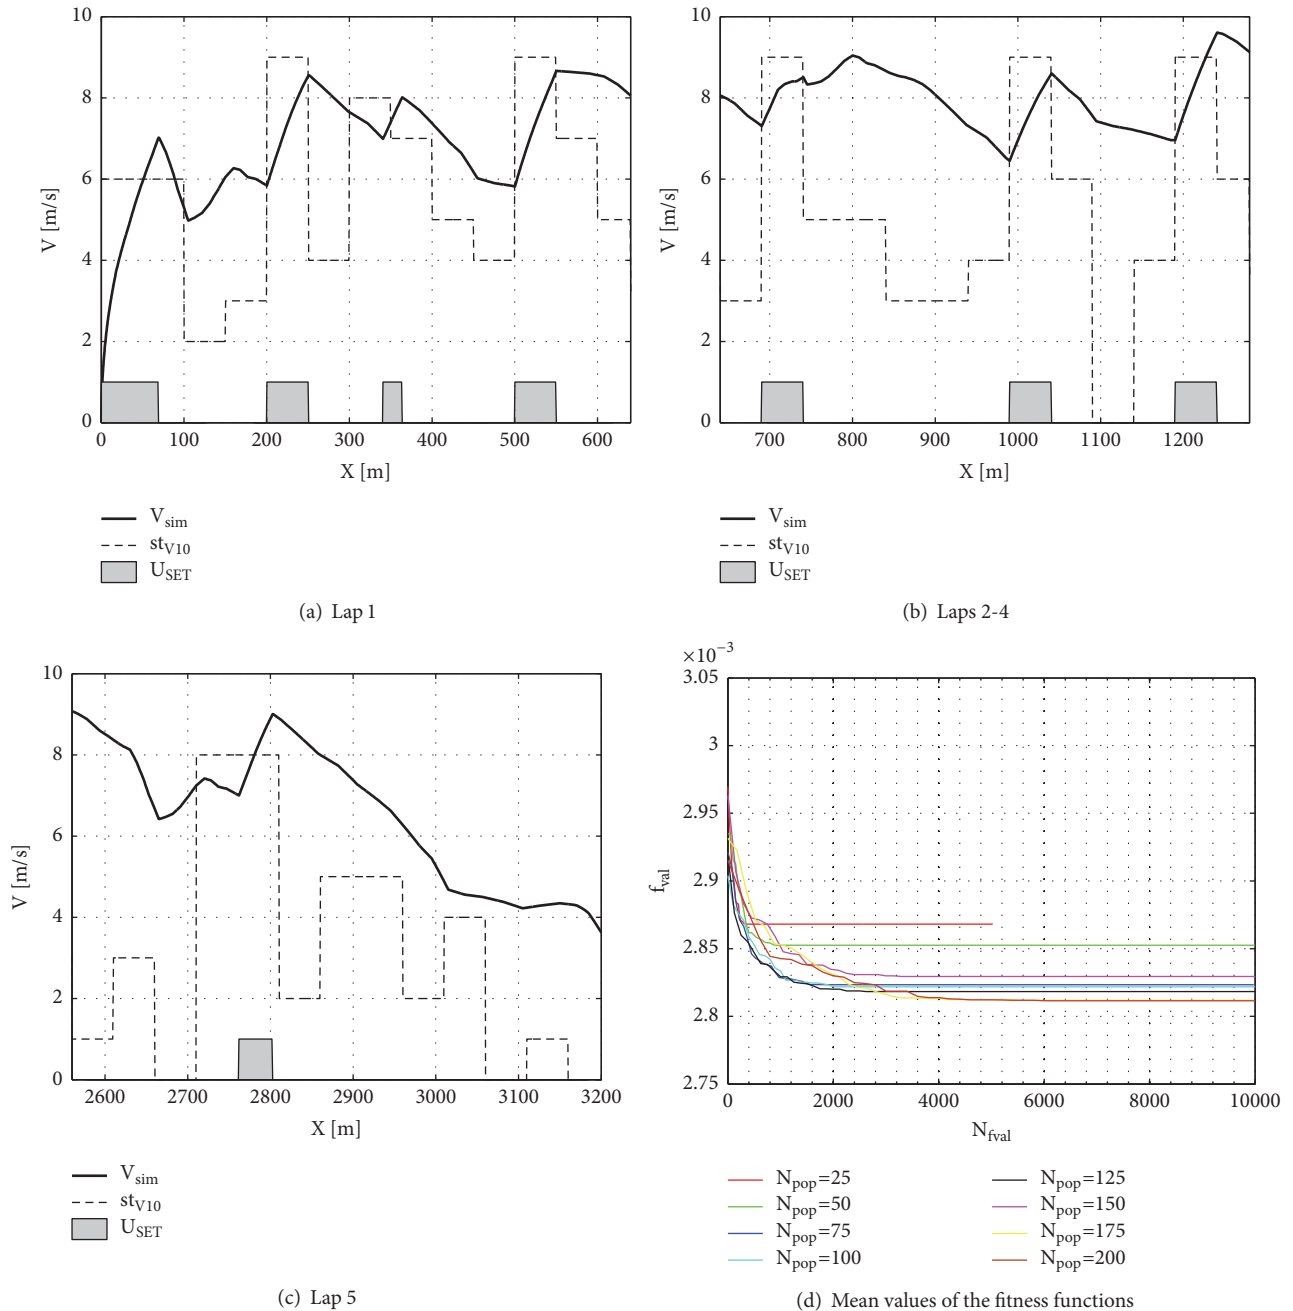 10
8
6
4
2
0
V [m/s]
0 100 200 300 400 500 600
X [m]
V_sim
st_V10
U_SET
(a) Lap 1
10
8
6
4
2
0
V [m/s]
700 800 900 1000 1100 1200
X [m]
V_sim
st_V10
U_SET
(b) Laps 2-4
10
8
6
4
2
0
V [m/s]
2600 2700 2800 2900 3000 3100 3200
X [m]
V_sim
st_V10
U_SET
(c) Lap 5
×10⁻³
3.05
3
2.95
2.9
2.85
2.8
2.75
f_val
0 2000 4000 6000 8000 10000
N_fval
N_pop=25
N_pop=50
N_pop=75
N_pop=100
N_pop=125
N_pop=150
N_pop=175
N_pop=200
(d) Mean values of the fitness functions